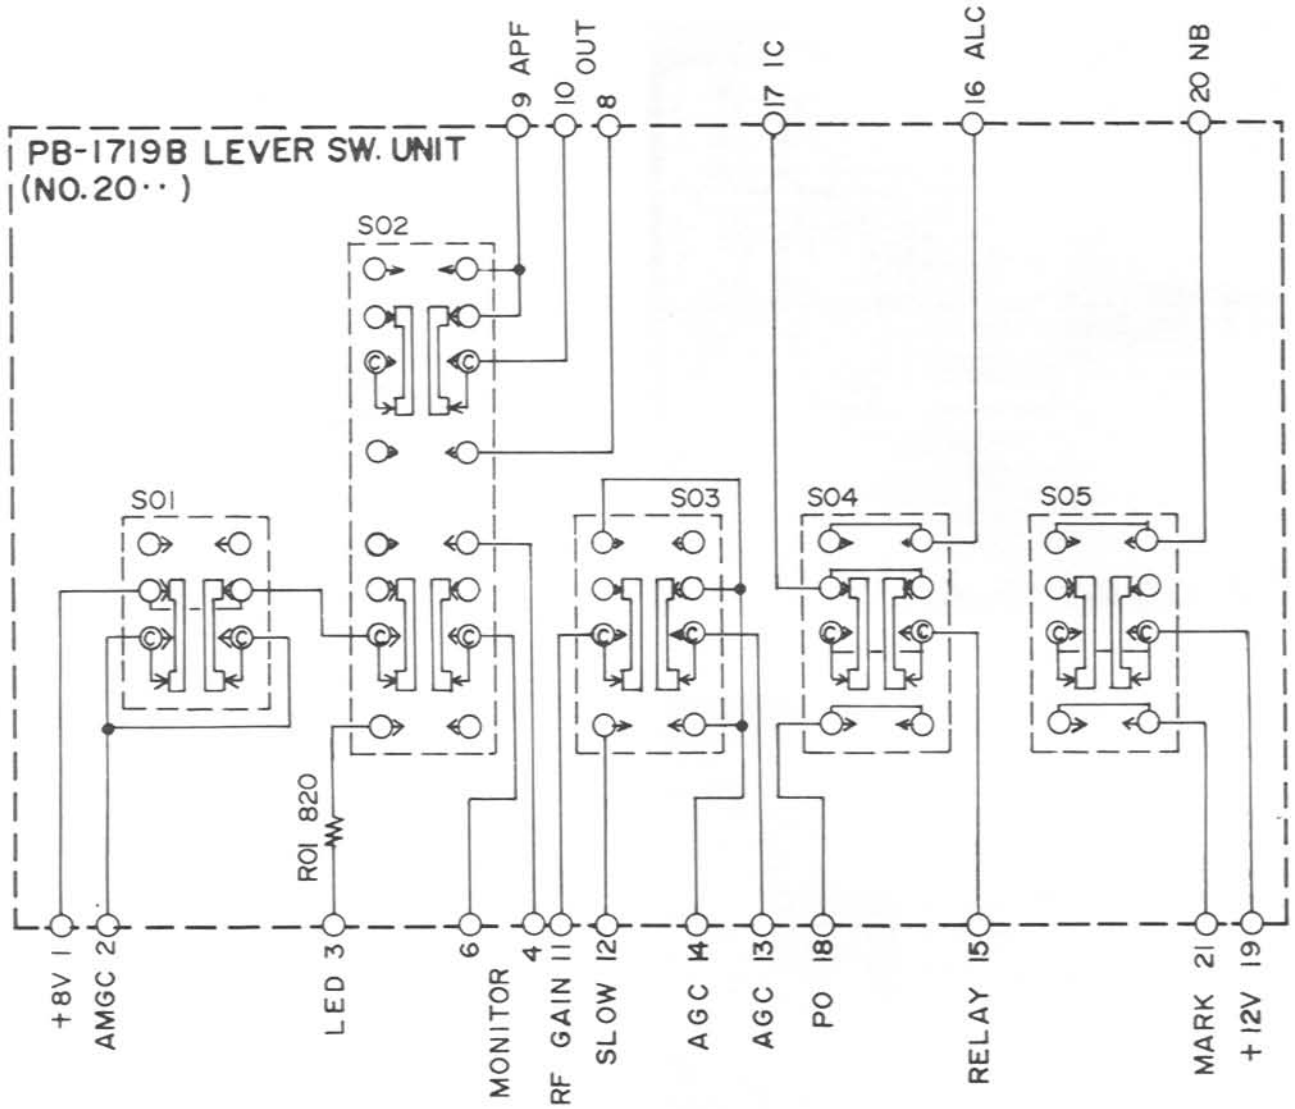 9 APF
10
OUT
8
17 IC
16 ALC
20 NB
PB-1719B LEVER SW. UNIT
(NO. 20··)
S02
S01
S03
S04
S05
C C
C C
C C
C C
C C
C C
R01 820
+8V 1
AMGC 2
LED 3
6
MONITOR
4
RF GAIN 11
SLOW 12
AGC 14
AGC 13
PO 18
RELAY 15
MARK 21
+12V 19